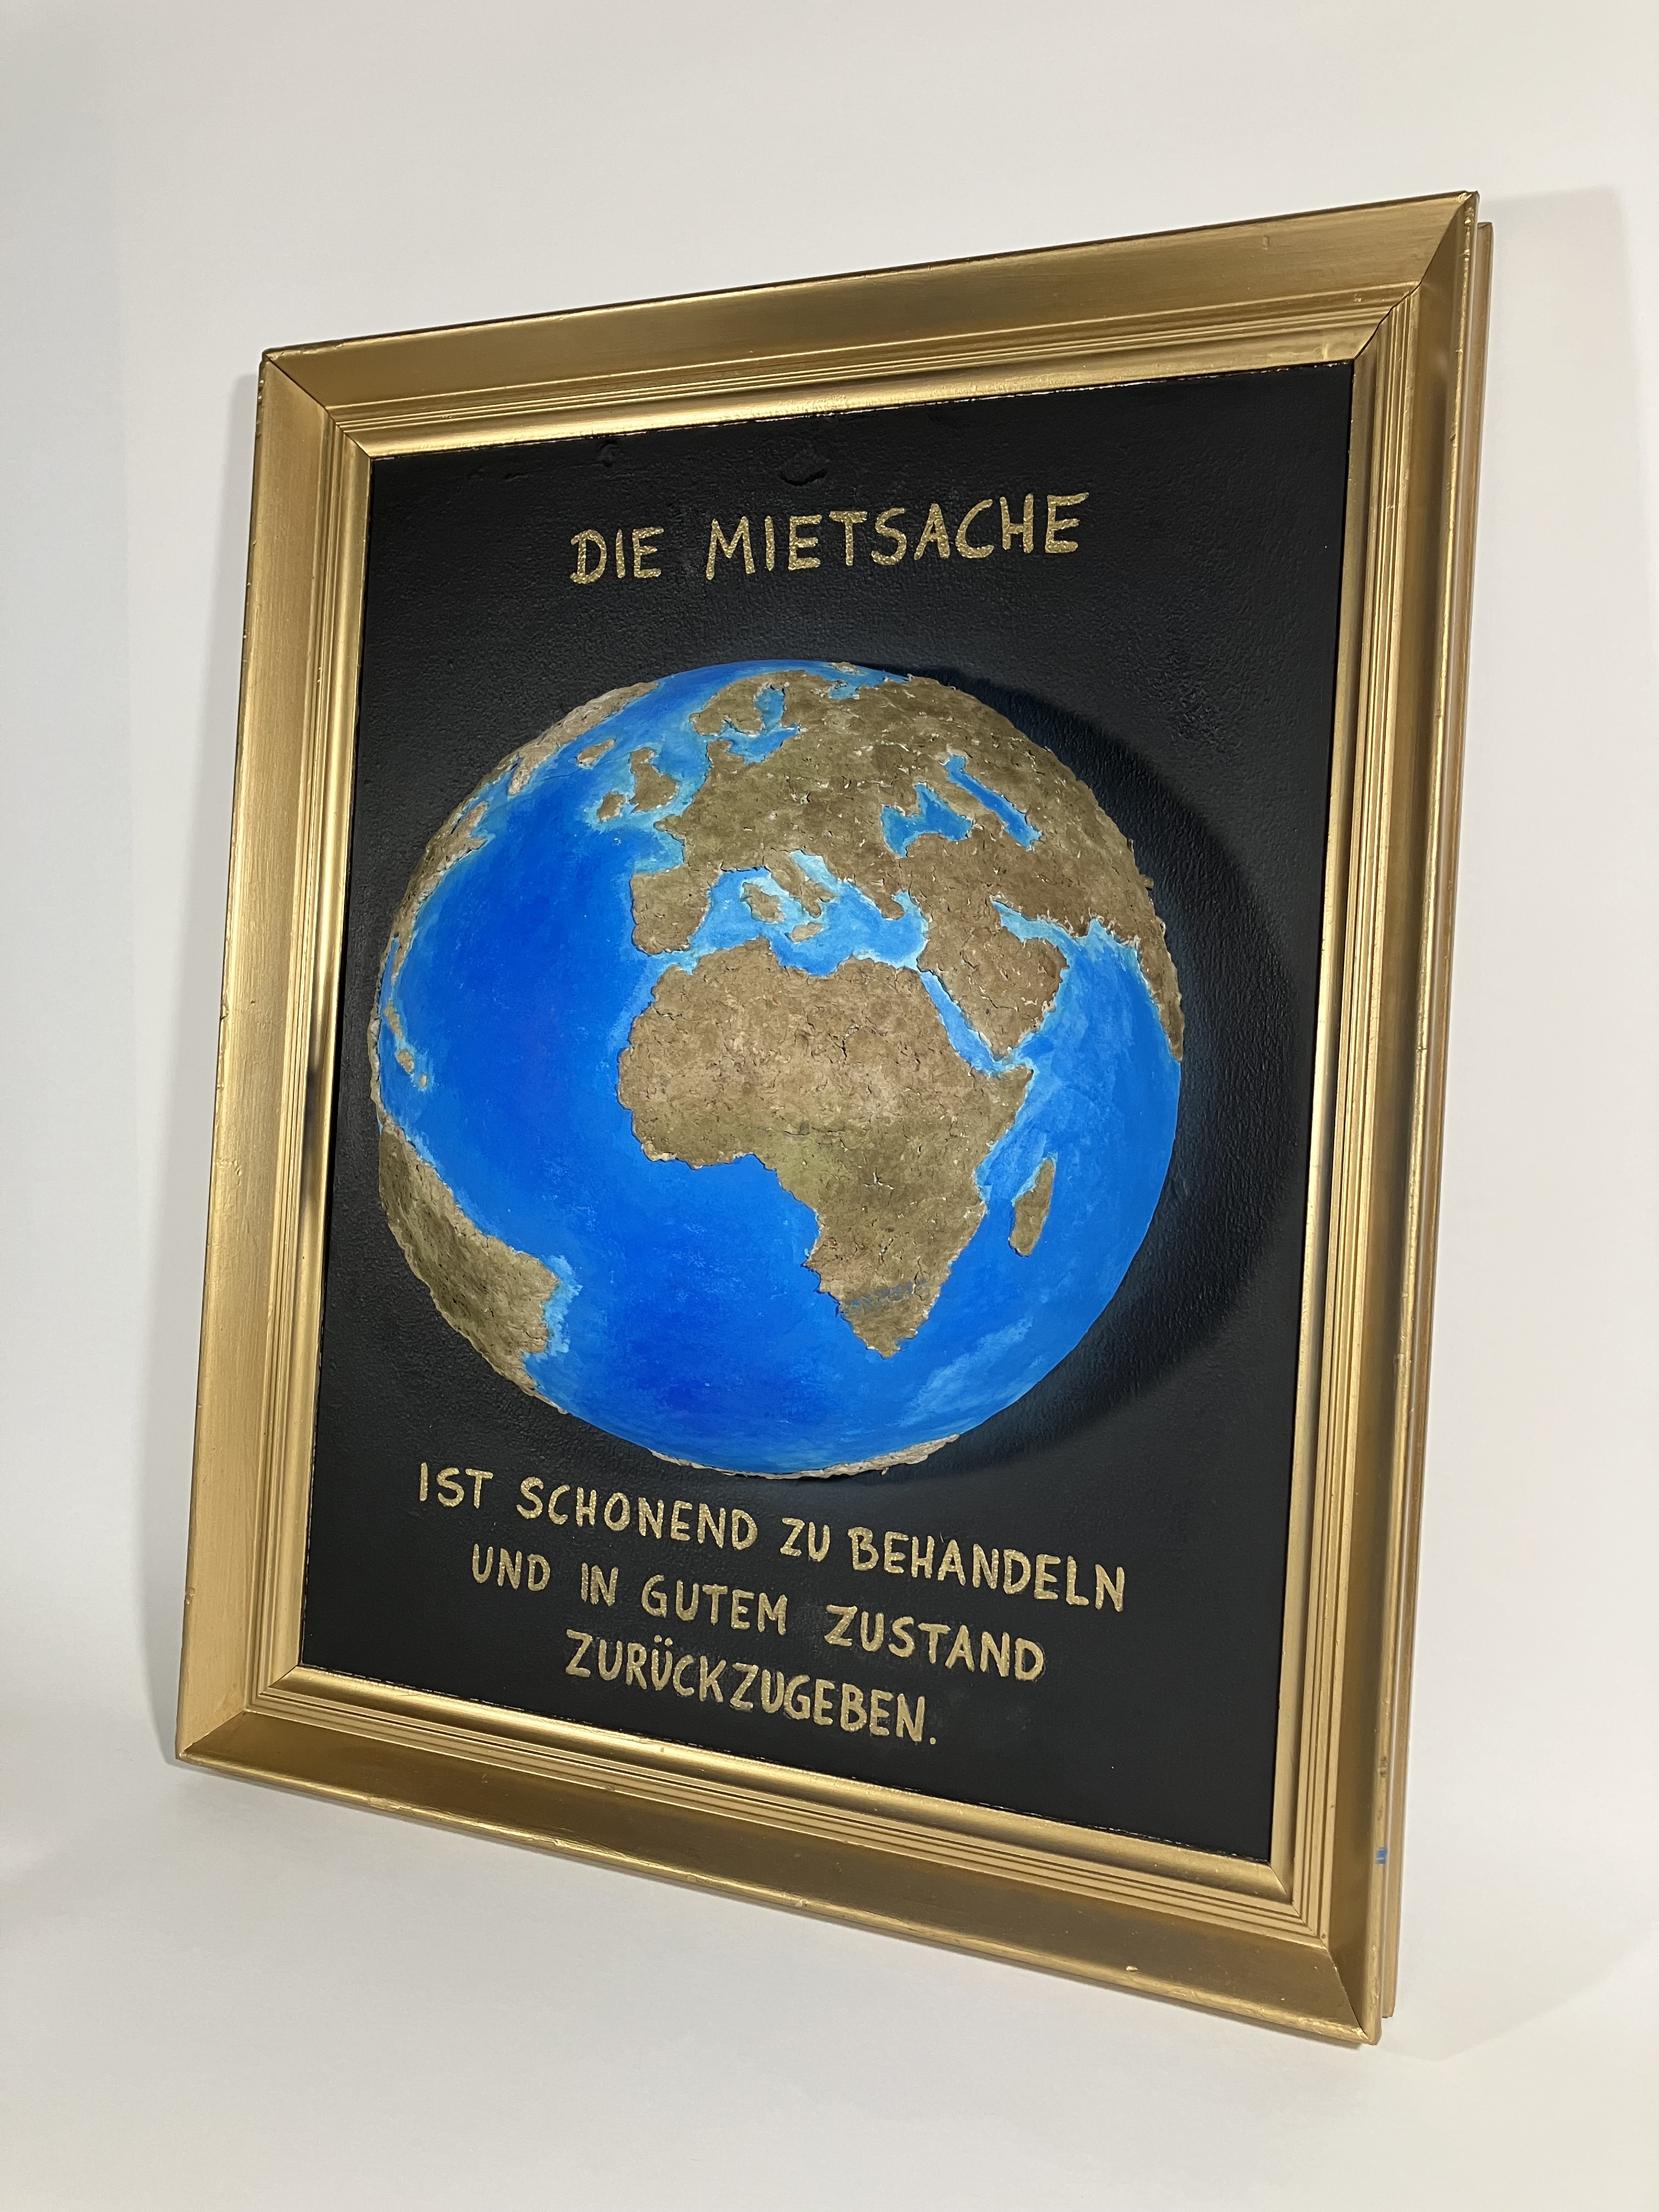 DIE MIETSACHE
IST SCHONEND ZU BEHANDELN
UND IN GUTEM ZUSTAND
ZURÜCKZUGEBEN.